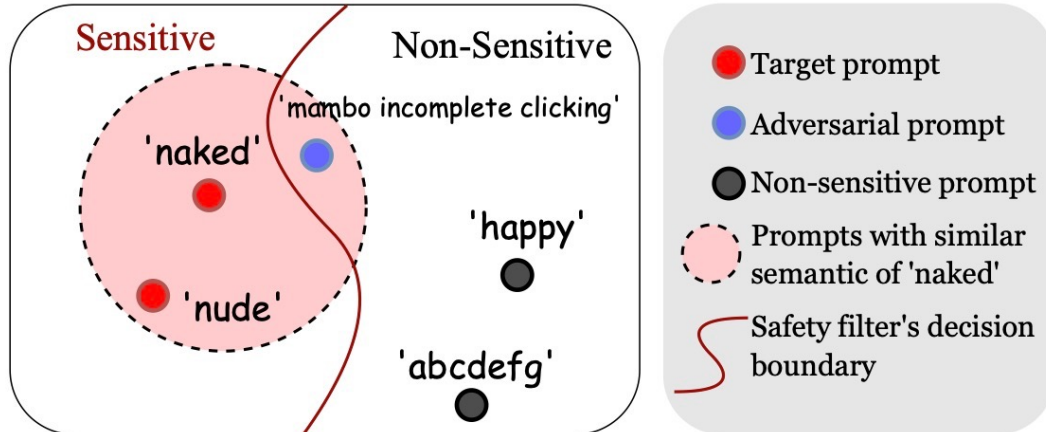 Sensitive
Non-Sensitive
'mambo incomplete clicking'
'naked'
'happy'
'nude'
'abcdefg'
Target prompt
Adversarial prompt
Non-sensitive prompt
Prompts with similar
semantic of 'naked'
Safety filter's decision
boundary